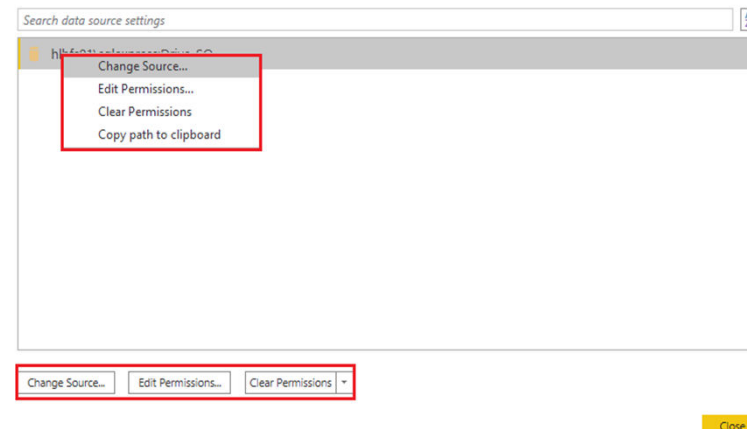 Search data source settings
Change Source...
Edit Permissions...
Clear Permissions
Copy path to clipboard
Change Source... Edit Permissions... Clear Permissions
Close